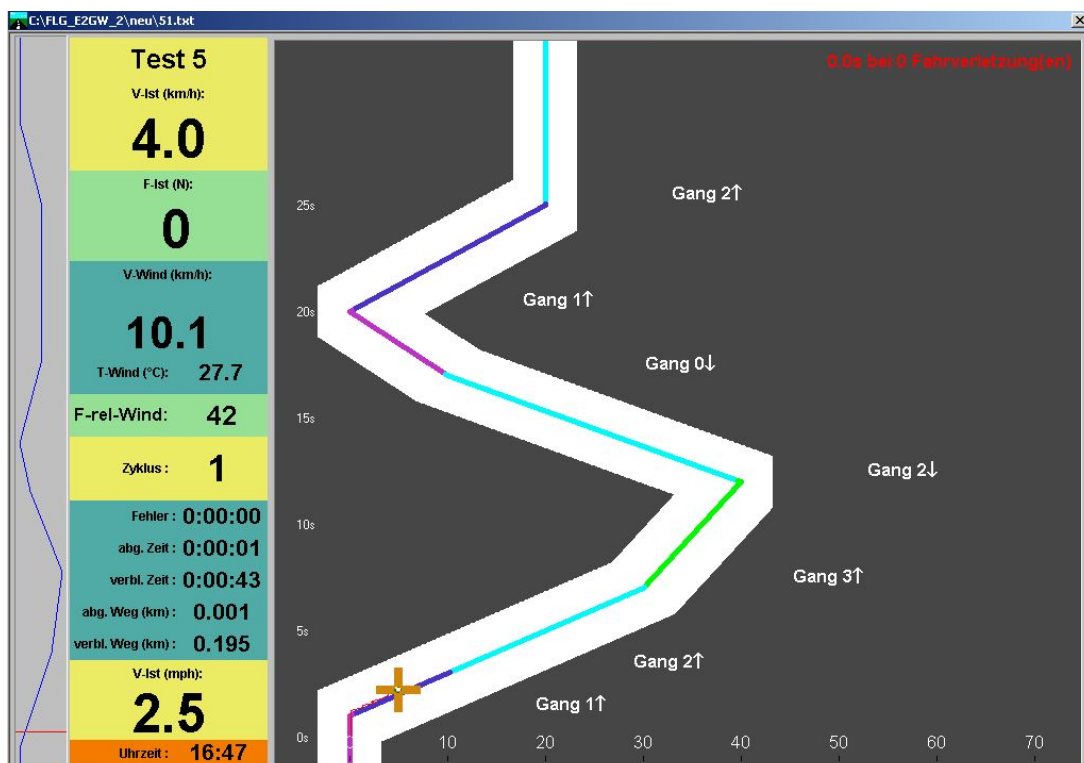 C:\FLG_E2GW_2\neu\51.txt
Test 5
V-Ist (km/h):
4.0
F-Ist (N):
0
V-Wind (km/h):
10.1
T-Wind (°C): 27.7
F-rel-Wind: 42
Zyklus : 1
Fehler : 0:00:00
abg. Zeit : 0:00:01
verbl. Zeit : 0:00:43
abg. Weg (km) : 0.001
verbl. Weg (km) : 0.195
V-Ist (mph):
2.5
Uhrzeit : 16:47
0.0s bei 0 Fahrverletzung(en)
Gang 2↑
25s
Gang 1↑
20s
Gang 0↓
15s
Gang 2↓
10s
Gang 3↑
5s
Gang 2↑
Gang 1↑
0s
0 10 20 30 40 50 60 70